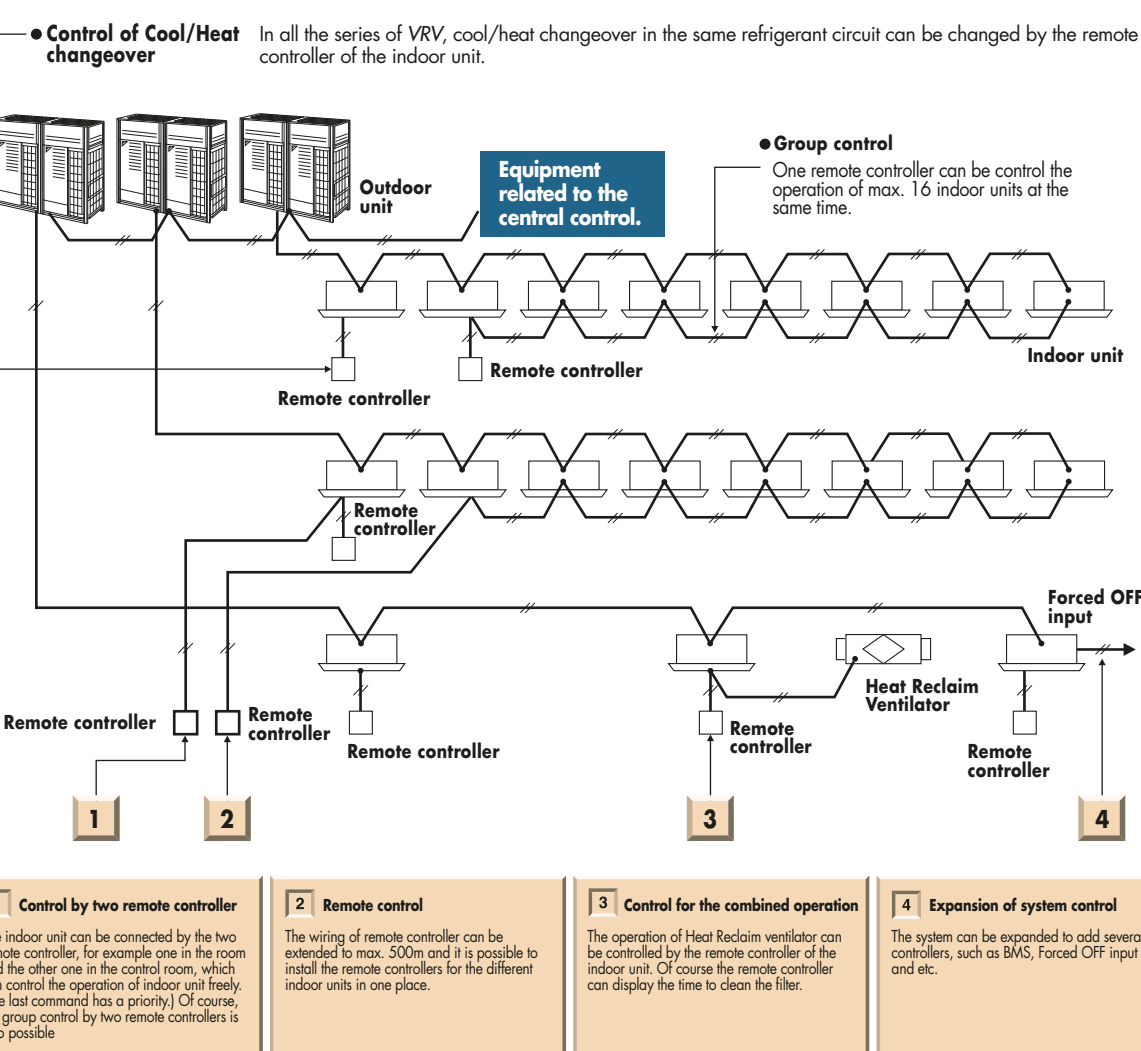 ● Control of Cool/Heat changeover
In all the series of VRV, cool/heat changeover in the same refrigerant circuit can be changed by the remote
controller of the indoor unit.
Outdoor
unit
Equipment
related to the
central control.
● Group control
One remote controller can be control the
operation of max. 16 indoor units at the
same time.
Indoor unit
Remote controller
Remote controller
Remote
controller
Forced OFF
input
Heat Reclaim
Ventilator
Remote controller
Remote
controller
Remote controller
Remote
controller
Remote
controller
1
2
3
4
Control by two remote controller
indoor unit can be connected by the two
remote controller, for example one in the room
the other one in the control room, which
control the operation of indoor unit freely.
last command has a priority.) Of course,
group control by two remote controllers is
possible
2 Remote control
The wiring of remote controller can be
extended to max. 500m and it is possible to
install the remote controllers for the different
indoor units in one place.
3 Control for the combined operation
The operation of Heat Reclaim ventilator can
be controlled by the remote controller of the
indoor unit. Of course the remote controller
can display the time to clean the filter.
4 Expansion of system control
The system can be expanded to add several
controllers, such as BMS, Forced OFF input
and etc.